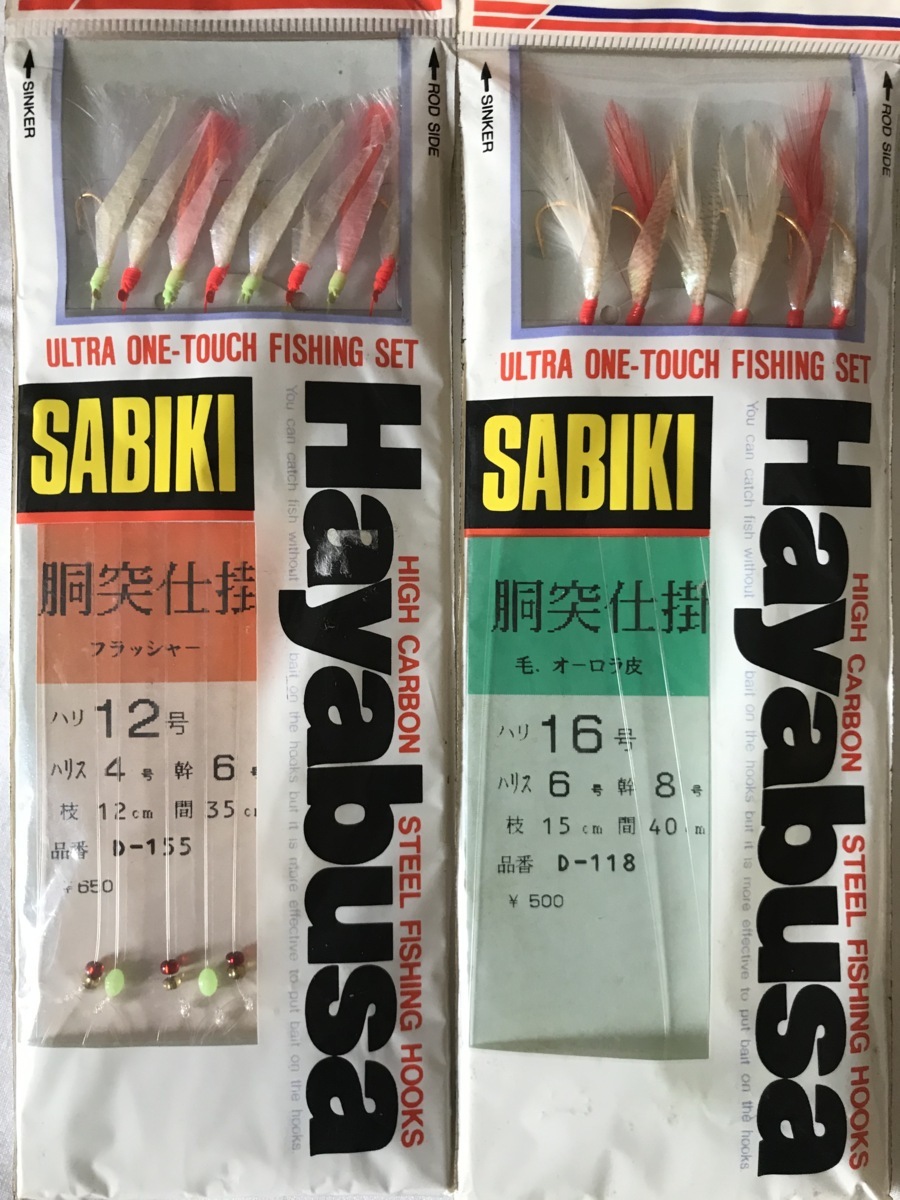 SINKER
ROD SIDE
ULTRA ONE-TOUCH FISHING SET
SABIKI
Hayabusa
HIGH CARBON STEEL FISHING HOOKS
You can catch fish without bait on the hooks but it is more effective to put bait on the hooks.
胴突仕掛
フラッシャー
ハリ 12号
ハリス 4号 幹 6
枝 12cm 間 35cm
品番 D-155
¥650
SINKER
ROD SIDE
ULTRA ONE-TOUCH FISHING SET
SABIKI
Hayabusa
HIGH CARBON STEEL FISHING HOOKS
You can catch fish without bait on the hooks but it is more effective to put bait on the hooks
胴突仕掛
毛、オーロラ皮
ハリ 16号
ハリス 6号 幹 8号
枝 15cm 間 40cm
品番 D-118
¥500